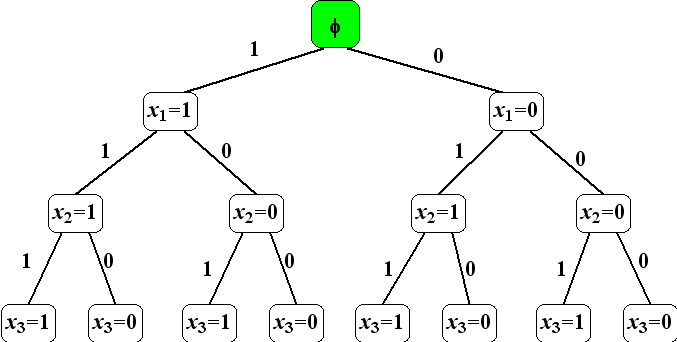 ϕ
1 0
x₁=1 x₁=0
1 0 1 0
x₂=1 x₂=0 x₂=1 x₂=0
1 0 1 0 1 0 1 0
x₃=1 x₃=0 x₃=1 x₃=0 x₃=1 x₃=0 x₃=1 x₃=0